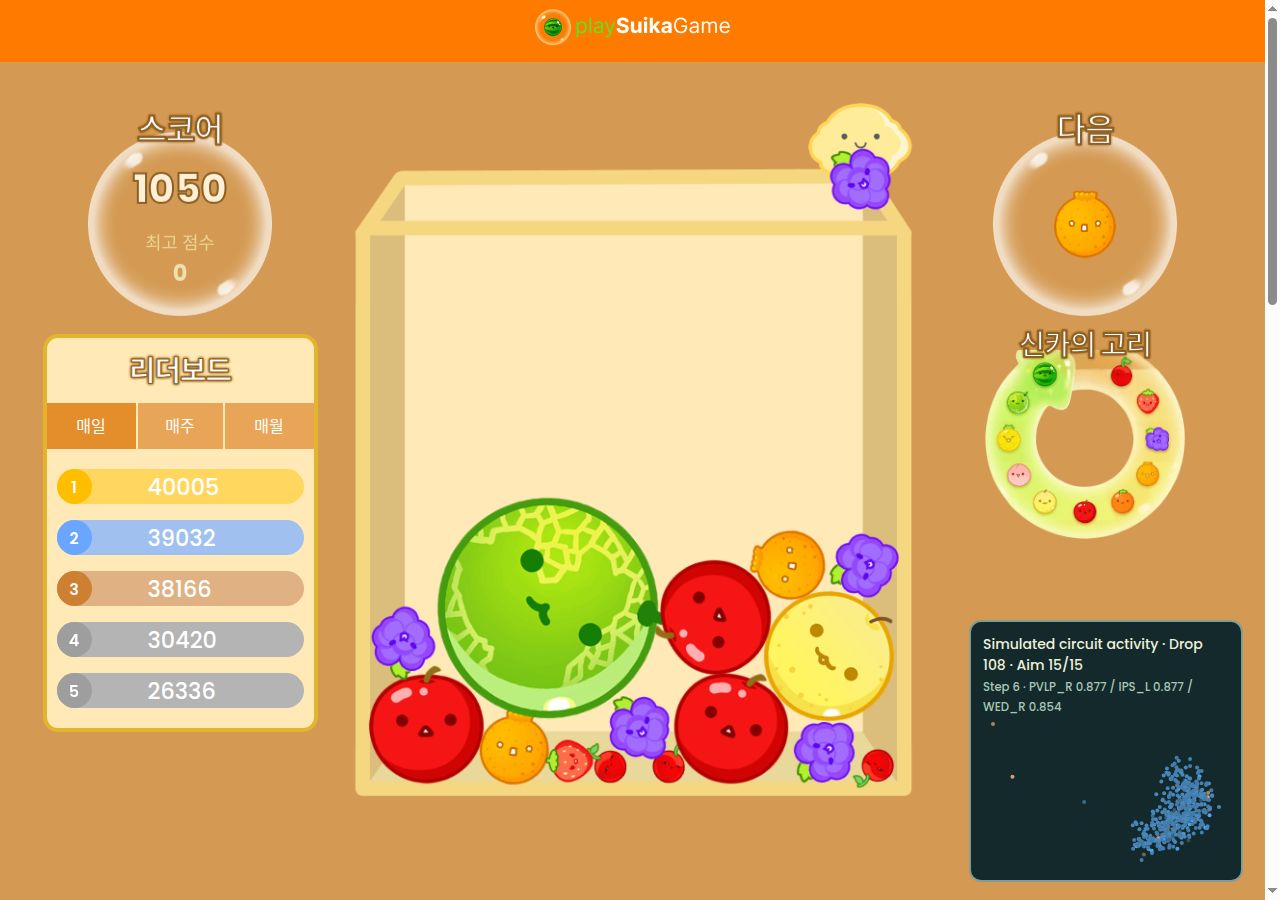 playSuikaGame
스코어
1050
최고 점수
0
다음
신카의 고리
리더보드
매일 매주 매월
1 40005
2 39032
3 38166
4 30420
5 26336
Simulated circuit activity · Drop
108 · Aim 15/15
Step 6 · PVLP_R 0.877 / IPS_L 0.877 /
WED_R 0.854